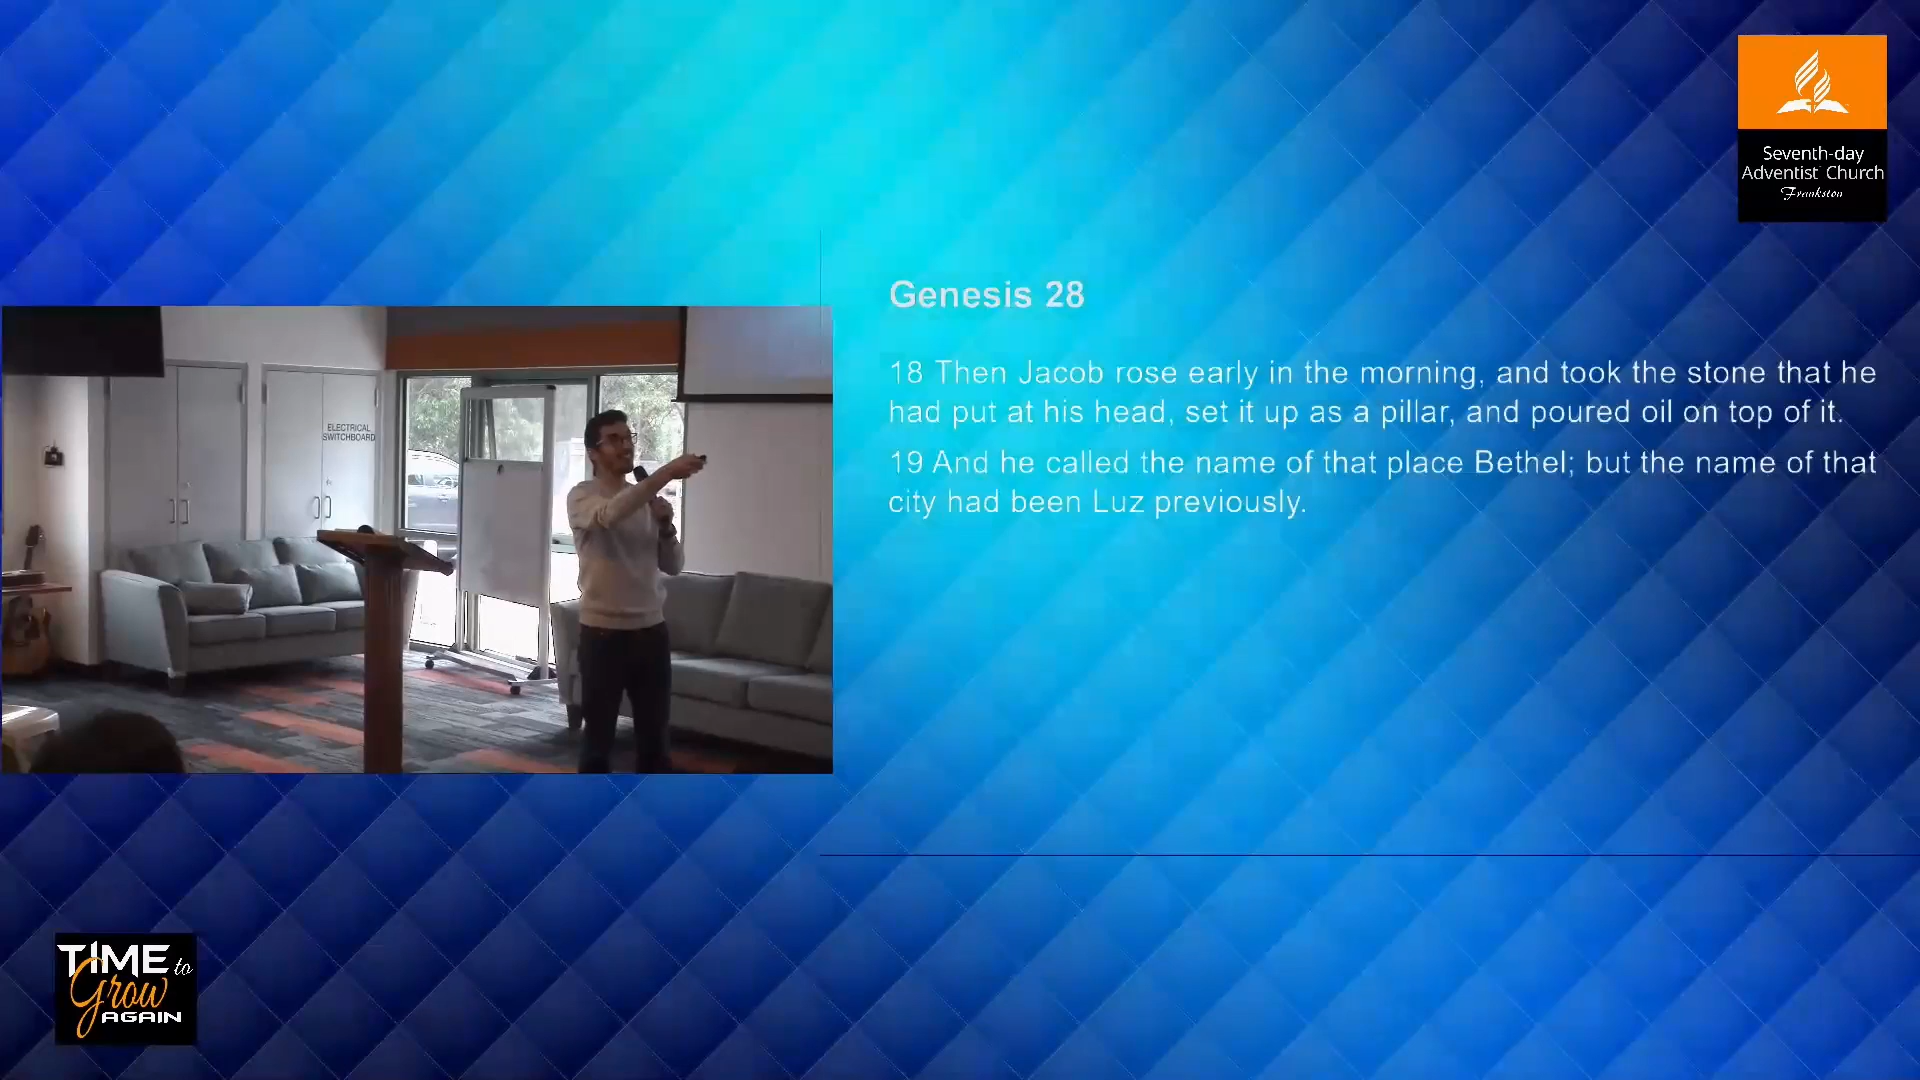 Seventh-day
Adventist Church
Frankston
Genesis 28
18 Then Jacob rose early in the morning, and took the stone that he
had put at his head, set it up as a pillar, and poured oil on top of it.
19 And he called the name of that place Bethel; but the name of that
city had been Luz previously.
ELECTRICAL
SWITCHBOARD
TIME to
Grow
AGAIN